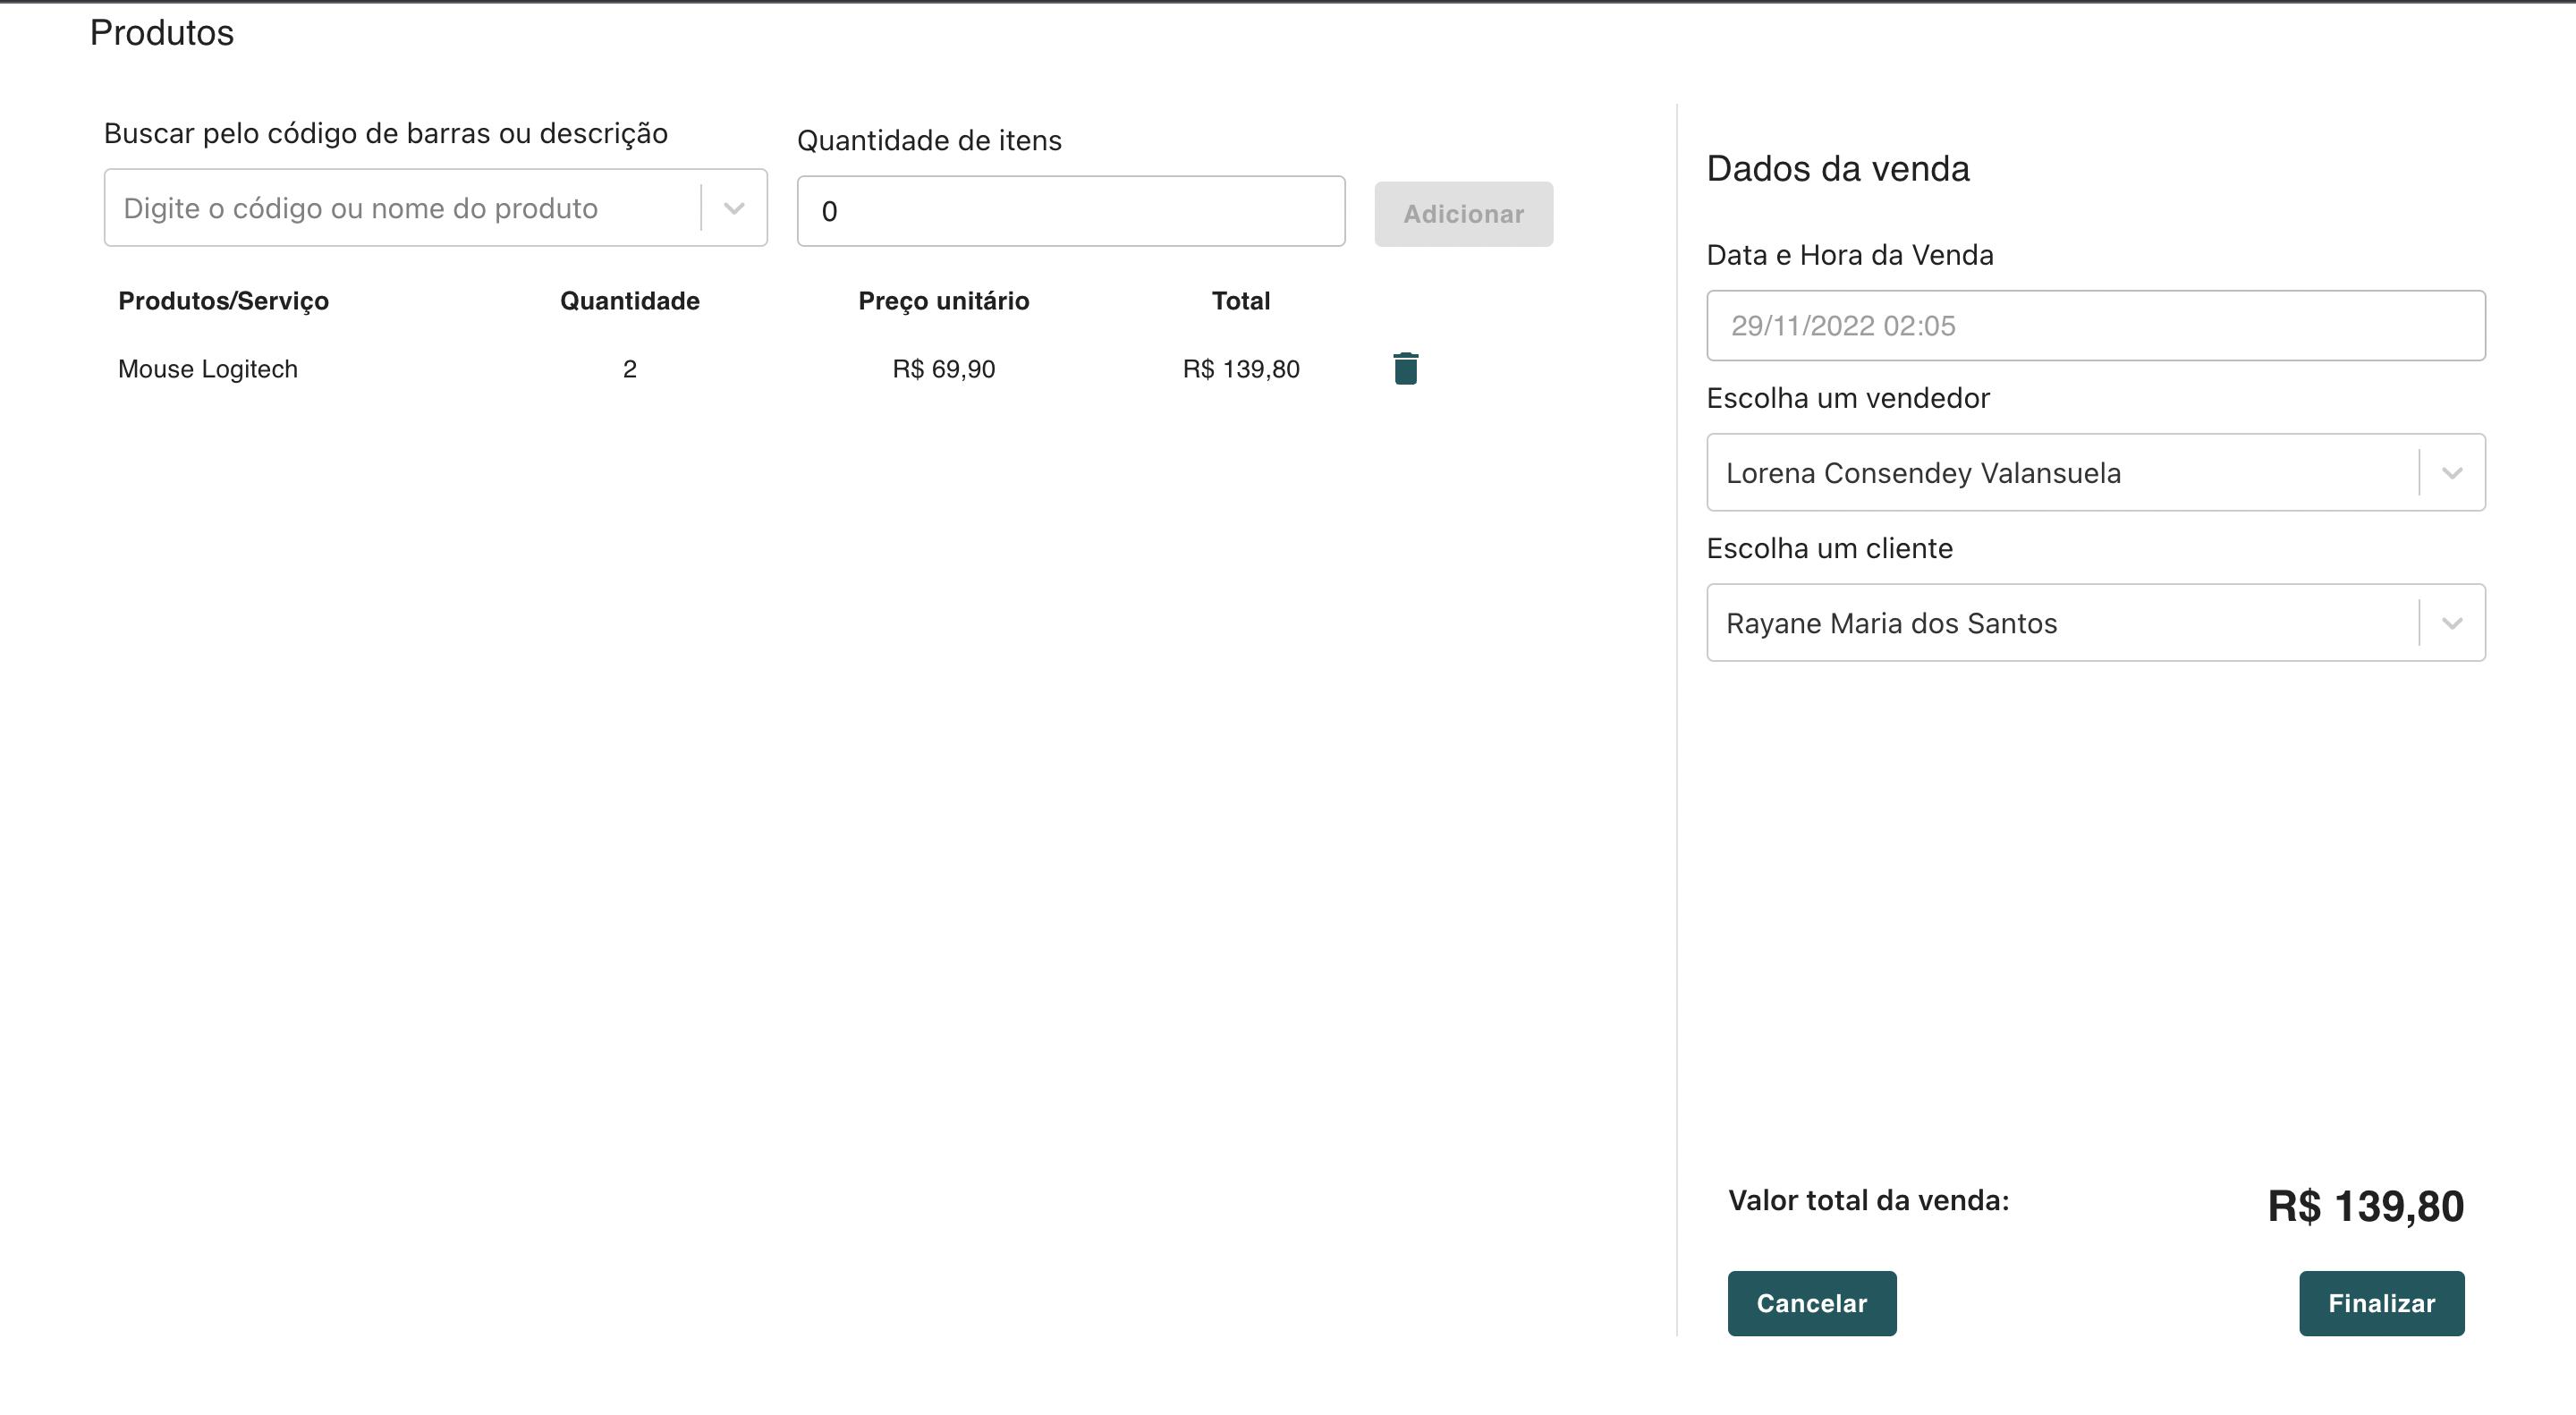 Produtos
Buscar pelo código de barras ou descrição
Digite o código ou nome do produto
Quantidade de itens
0
Adicionar
Produtos/Serviço Quantidade Preço unitário Total
Mouse Logitech 2 R$ 69,90 R$ 139,80
Dados da venda
Data e Hora da Venda
29/11/2022 02:05
Escolha um vendedor
Lorena Consendey Valansuela
Escolha um cliente
Rayane Maria dos Santos
Valor total da venda: R$ 139,80
Cancelar Finalizar